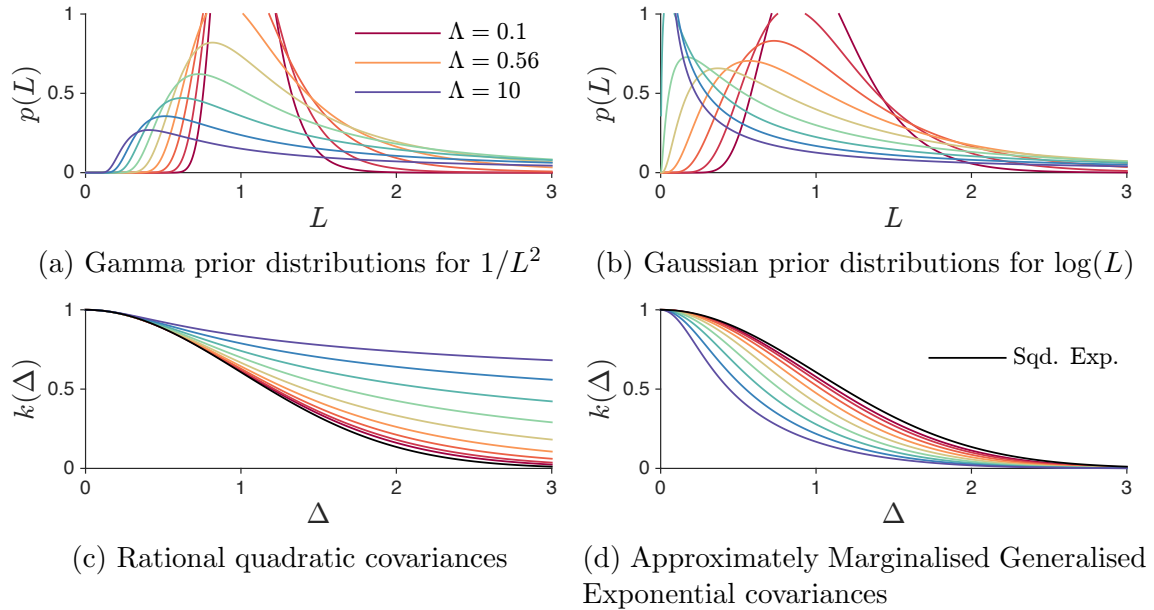 1
0.5
0
p(L)
0
1
2
3
L
Λ = 0.1
Λ = 0.56
Λ = 10
(a) Gamma prior distributions for 1/L²
1
0.5
0
p(L)
0
1
2
3
L
(b) Gaussian prior distributions for log(L)
1
0.5
0
k(Δ)
0
1
2
3
Δ
(c) Rational quadratic covariances
1
0.5
0
k(Δ)
0
1
2
3
Δ
Sqd. Exp.
(d) Approximately Marginalised Generalised
Exponential covariances